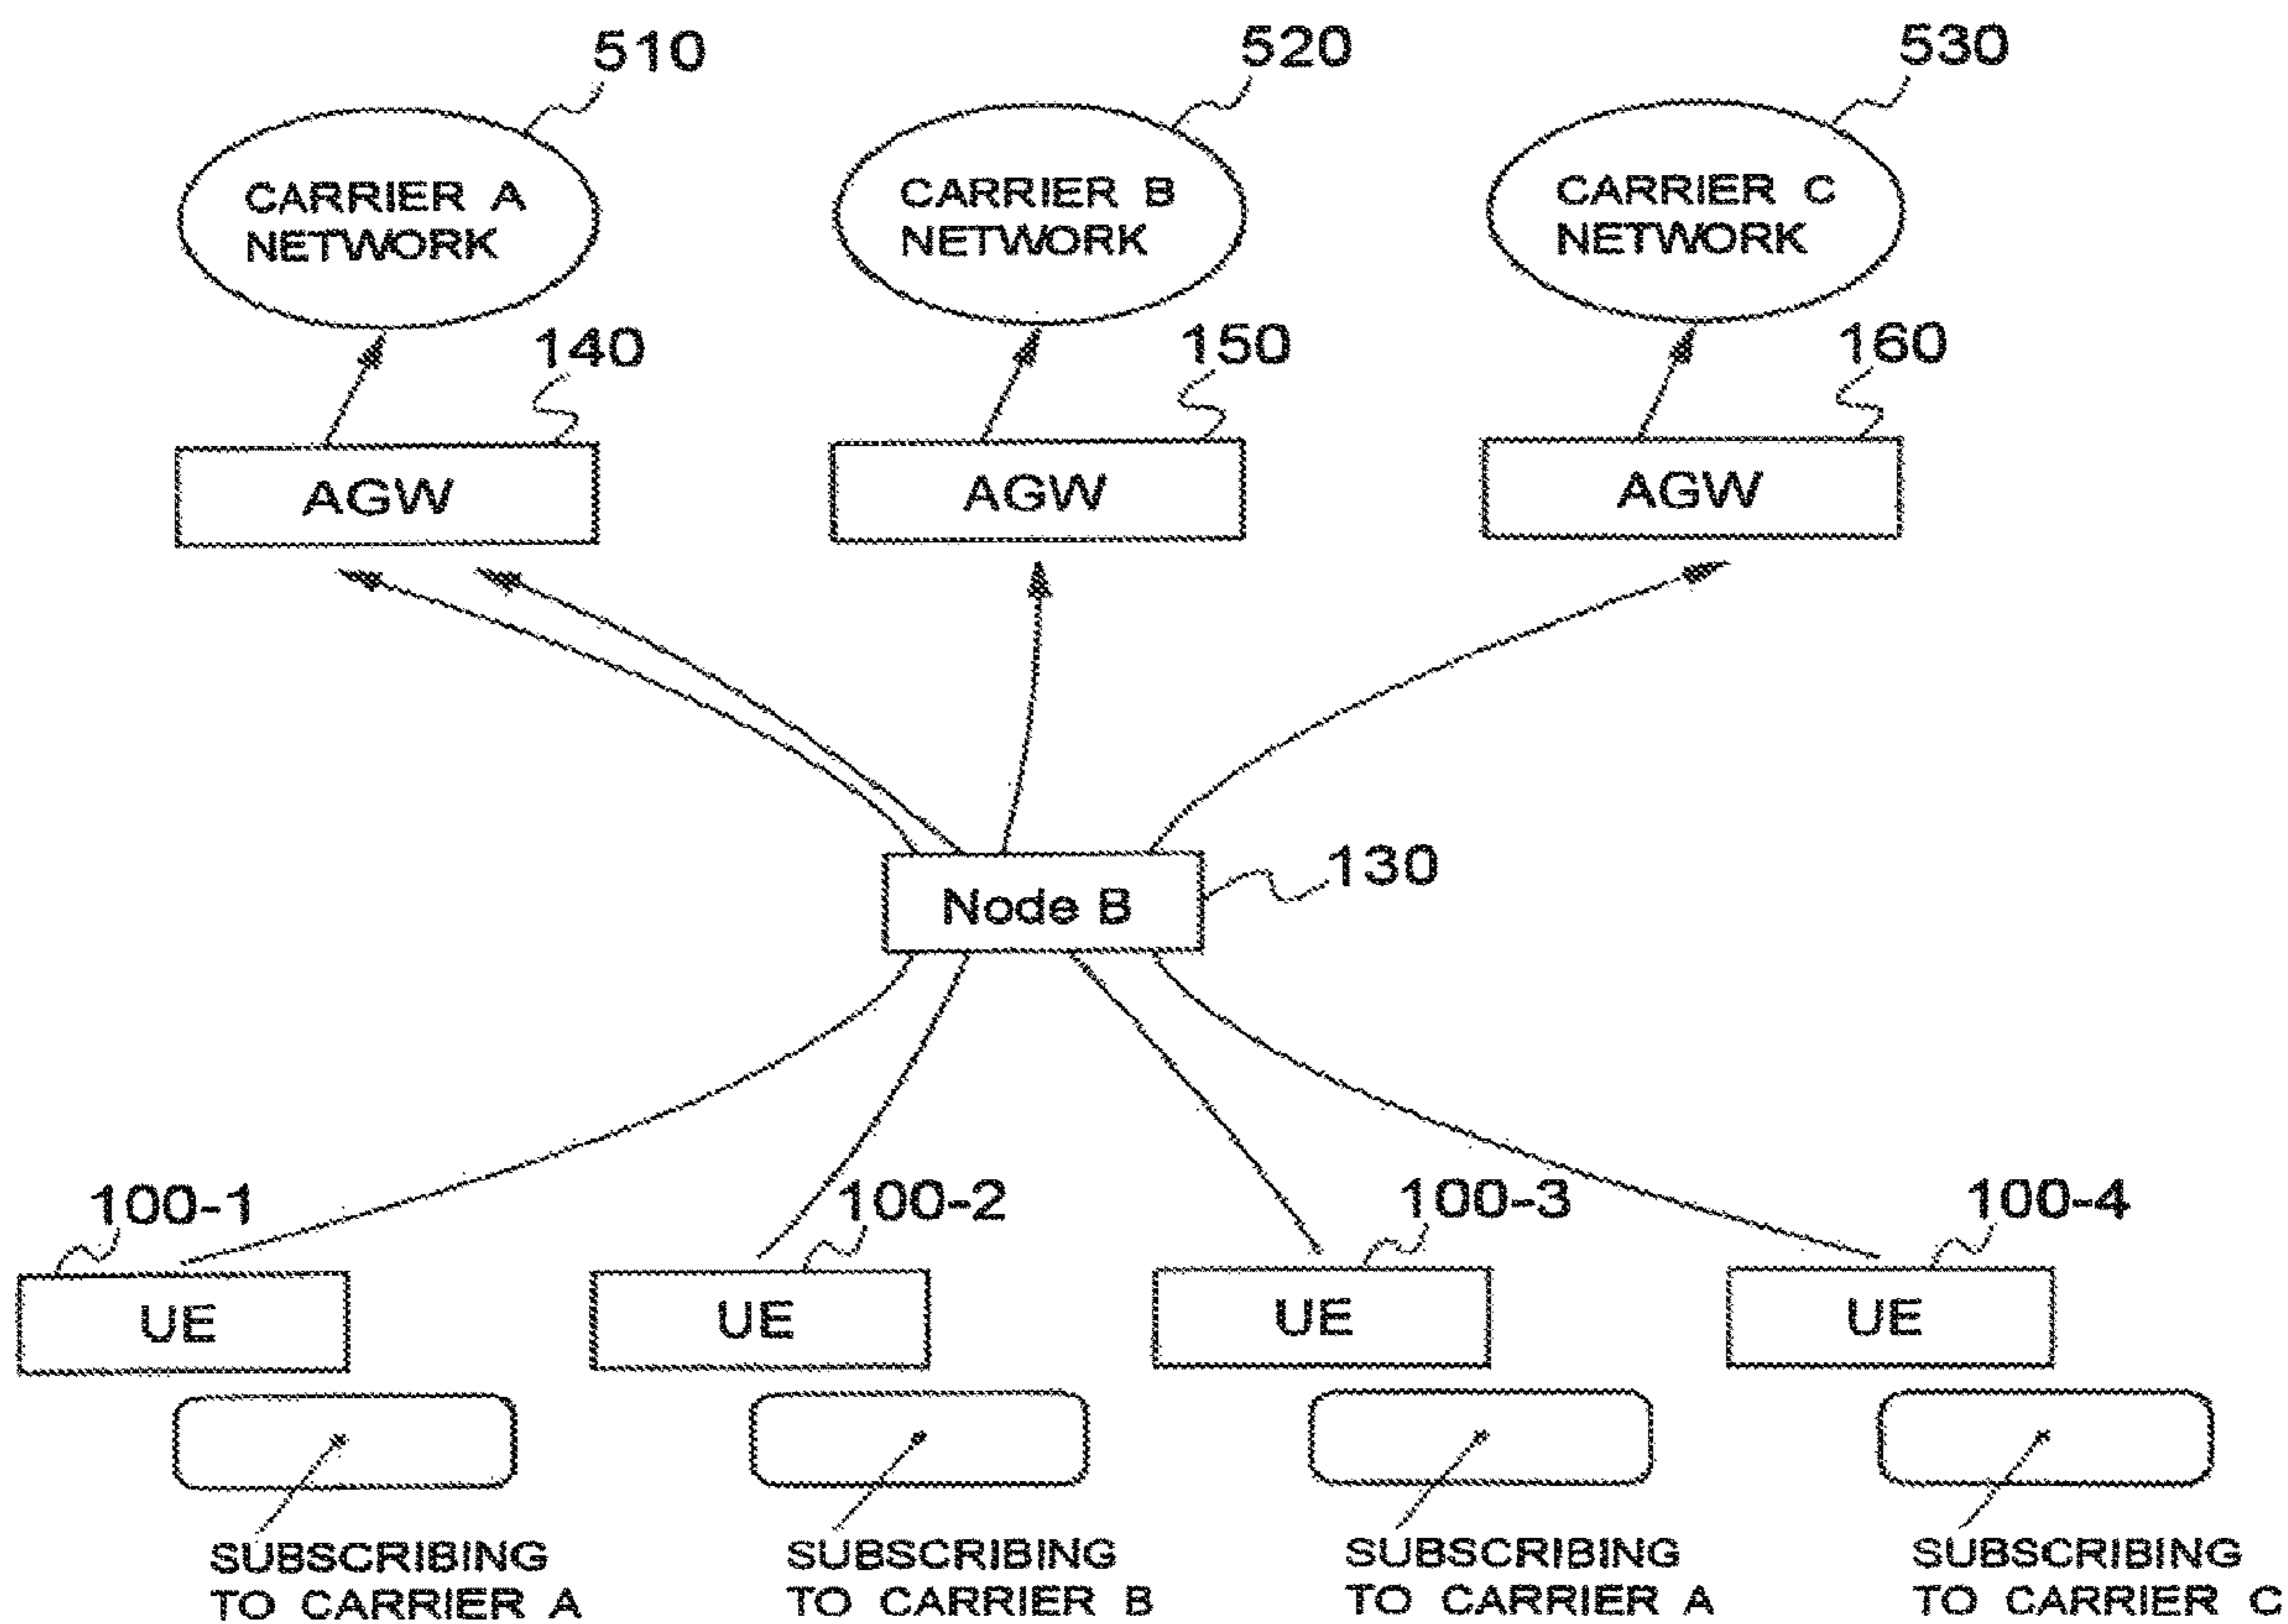 510
520
530
CARRIER A
NETWORK
CARRIER B
NETWORK
CARRIER C
NETWORK
140
150
160
AGW
AGW
AGW
Node B
130
100-1
100-2
100-3
100-4
UE
UE
UE
UE
SUBSCRIBING
TO CARRIER A
SUBSCRIBING
TO CARRIER B
SUBSCRIBING
TO CARRIER A
SUBSCRIBING
TO CARRIER C